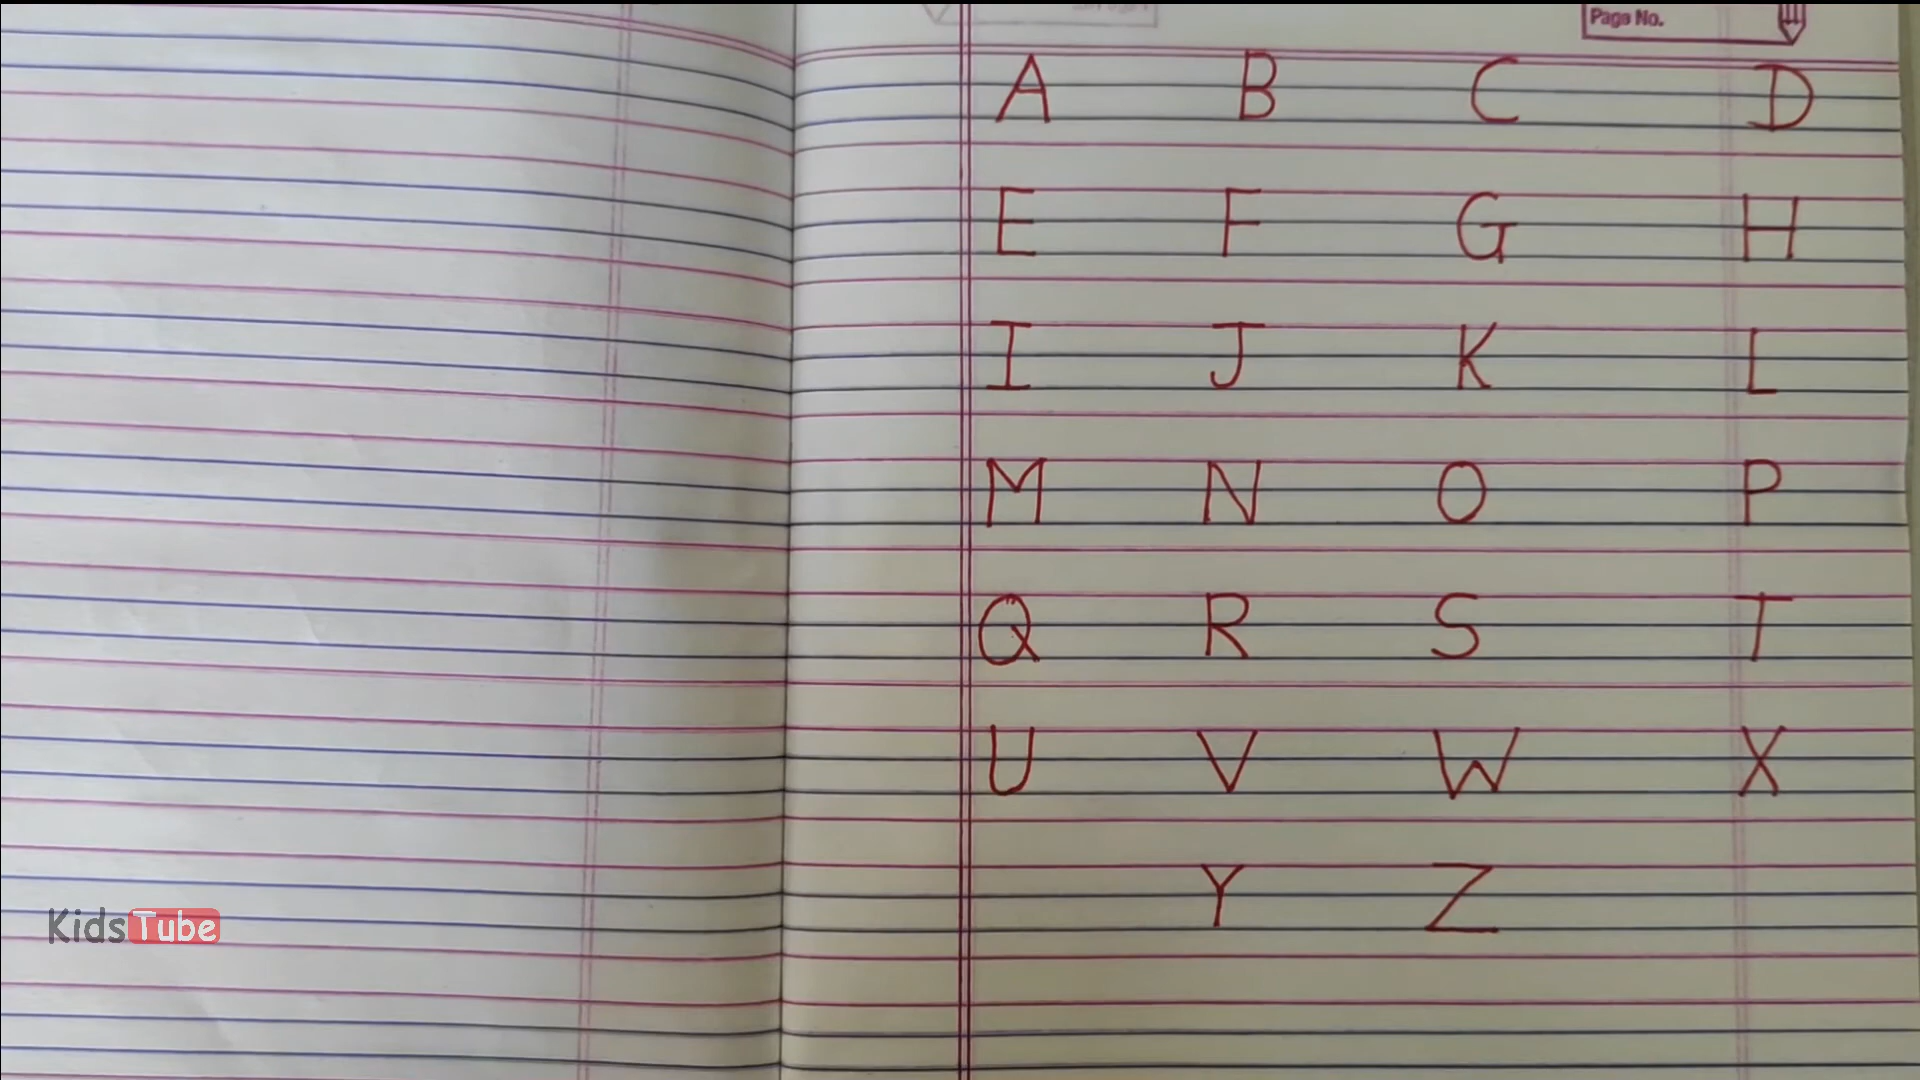 Page No.
A B C D
E F G H
I J K L
M N O P
Q R S T
U V W X
Y Z
KidsTube